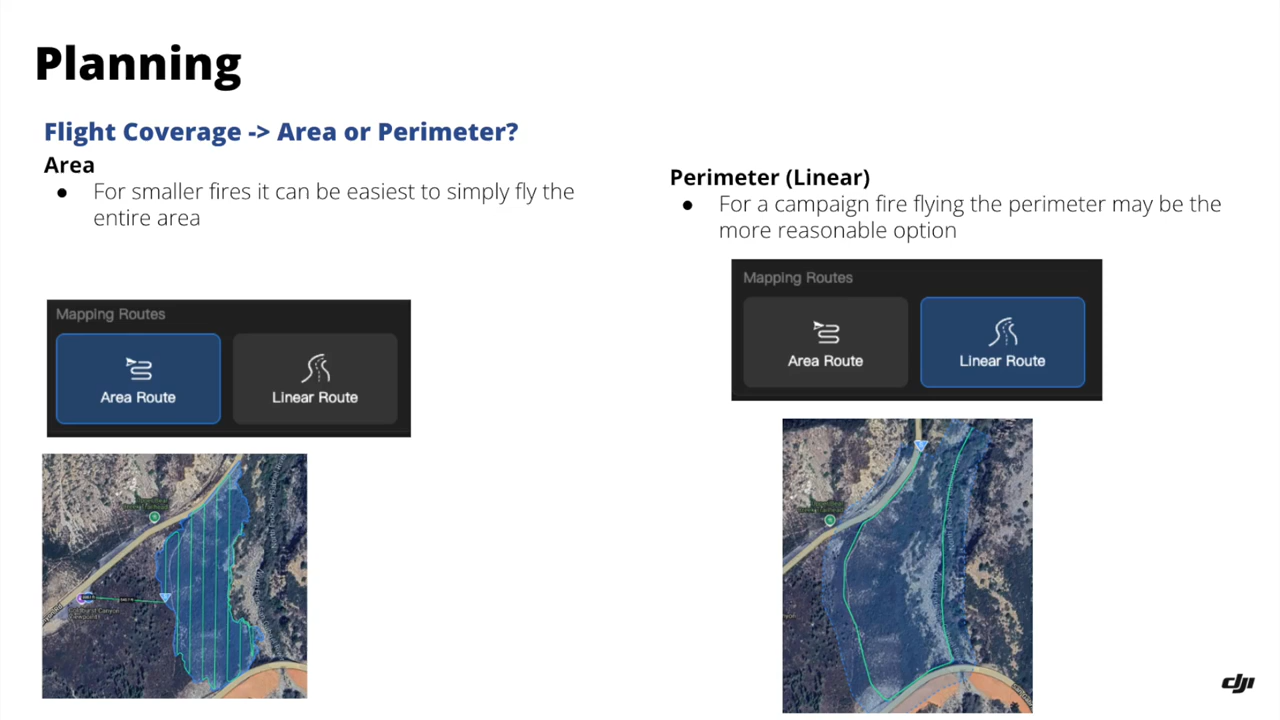 Planning
Flight Coverage -> Area or Perimeter?
Area
● For smaller fires it can be easiest to simply fly the
entire area
Mapping Routes
Area Route
Linear Route
Perimeter (Linear)
● For a campaign fire flying the perimeter may be the
more reasonable option
Mapping Routes
Area Route
Linear Route
dji